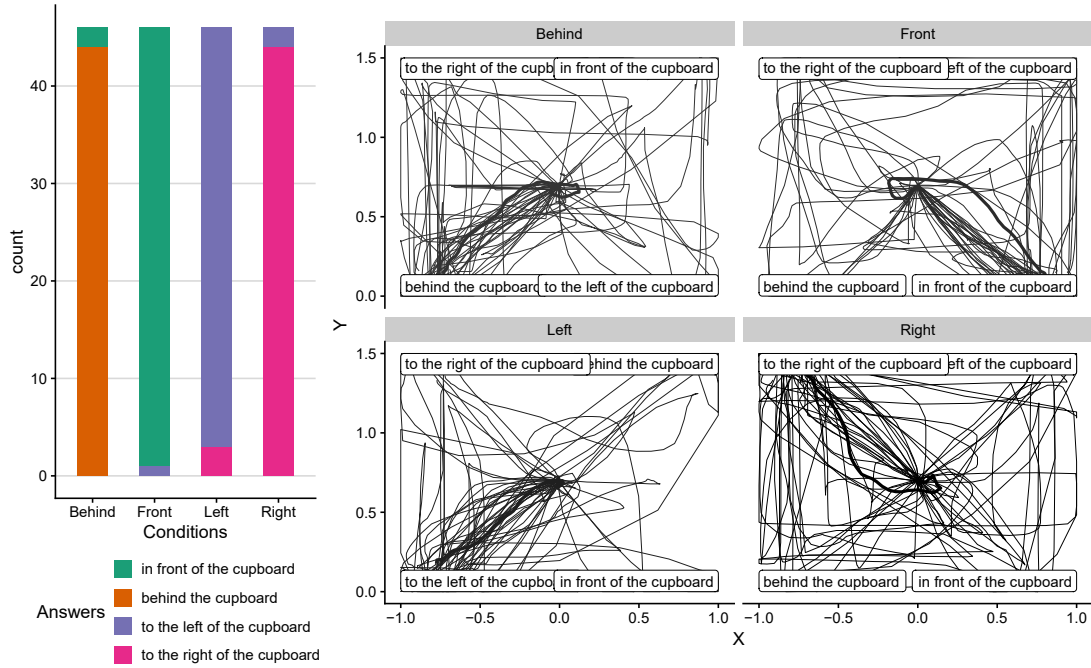 count
40
30
20
10
0
Behind Front Left Right
Conditions
Answers
in front of the cupboard
behind the cupboard
to the left of the cupboard
to the right of the cupboard
Y
Behind
1.5
1.0
0.5
0.0
to the right of the cupb in front of the cupboard
behind the cupboard to the left of the cupboard
Front
to the right of the cupboard left of the cupboard
behind the cupboard in front of the cupboard
Left
1.5
1.0
0.5
0.0
to the right of the cupboard behind the cupboard
to the left of the cupbo in front of the cupboard
−1.0 −0.5 0.0 0.5 1.0
Right
to the right of the cupboard left of the cupboard
behind the cupboard in front of the cupboard
−1.0 −0.5 0.0 0.5 1.0
X